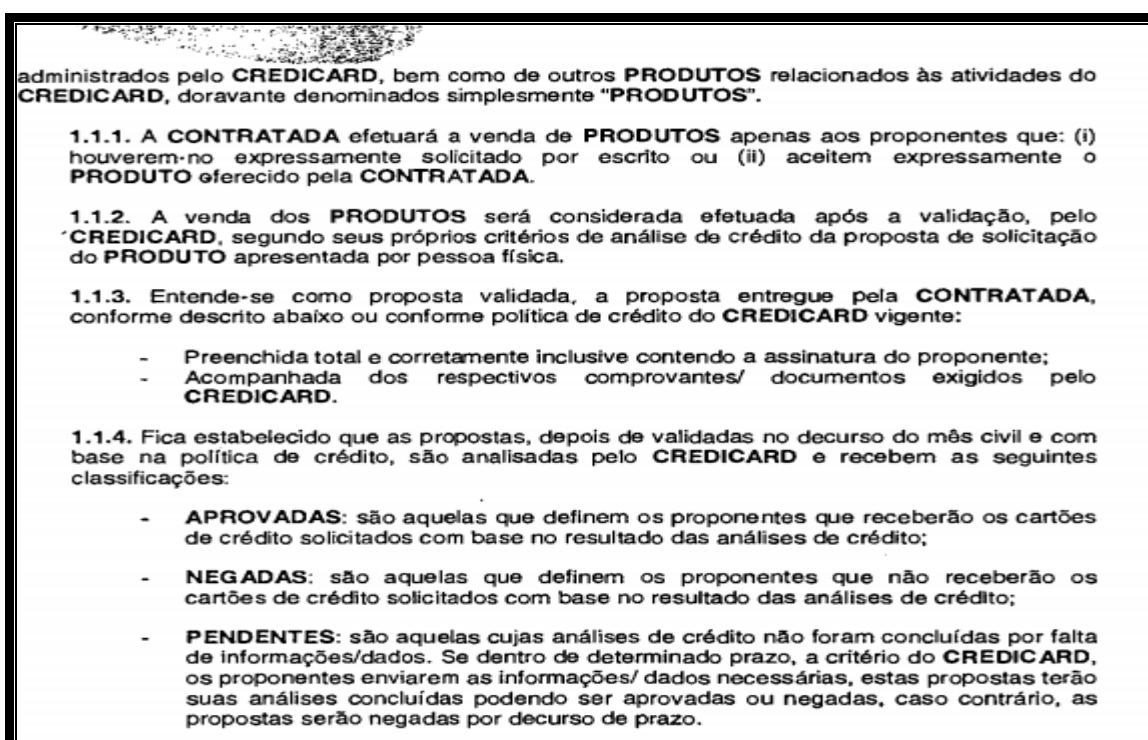 administrados pelo CREDICARD, bem como de outros PRODUTOS relacionados às atividades do
CREDICARD, doravante denominados simplesmente "PRODUTOS".
1.1.1. A CONTRATADA efetuará a venda de PRODUTOS apenas aos proponentes que: (i)
houverem-no expressamente solicitado por escrito ou (ii) aceitem expressamente o
PRODUTO oferecido pela CONTRATADA.
1.1.2. A venda dos PRODUTOS será considerada efetuada após a validação, pelo
CREDICARD, segundo seus próprios critérios de análise de crédito da proposta de solicitação
do PRODUTO apresentada por pessoa física.
1.1.3. Entende-se como proposta validada, a proposta entregue pela CONTRATADA,
conforme descrito abaixo ou conforme política de crédito do CREDICARD vigente:
- Preenchida total e corretamente inclusive contendo a assinatura do proponente;
- Acompanhada dos respectivos comprovantes/ documentos exigidos pelo
CREDICARD.
1.1.4. Fica estabelecido que as propostas, depois de validadas no decurso do mês civil e com
base na política de crédito, são analisadas pelo CREDICARD e recebem as seguintes
classificações:
- APROVADAS: são aquelas que definem os proponentes que receberão os cartões
de crédito solicitados com base no resultado das análises de crédito;
- NEGADAS: são aquelas que definem os proponentes que não receberão os
cartões de crédito solicitados com base no resultado das análises de crédito;
- PENDENTES: são aquelas cujas análises de crédito não foram concluídas por falta
de informações/dados. Se dentro de determinado prazo, a critério do CREDICARD,
os proponentes enviarem as informações/ dados necessárias, estas propostas terão
suas análises concluídas podendo ser aprovadas ou negadas, caso contrário, as
propostas serão negadas por decurso de prazo.